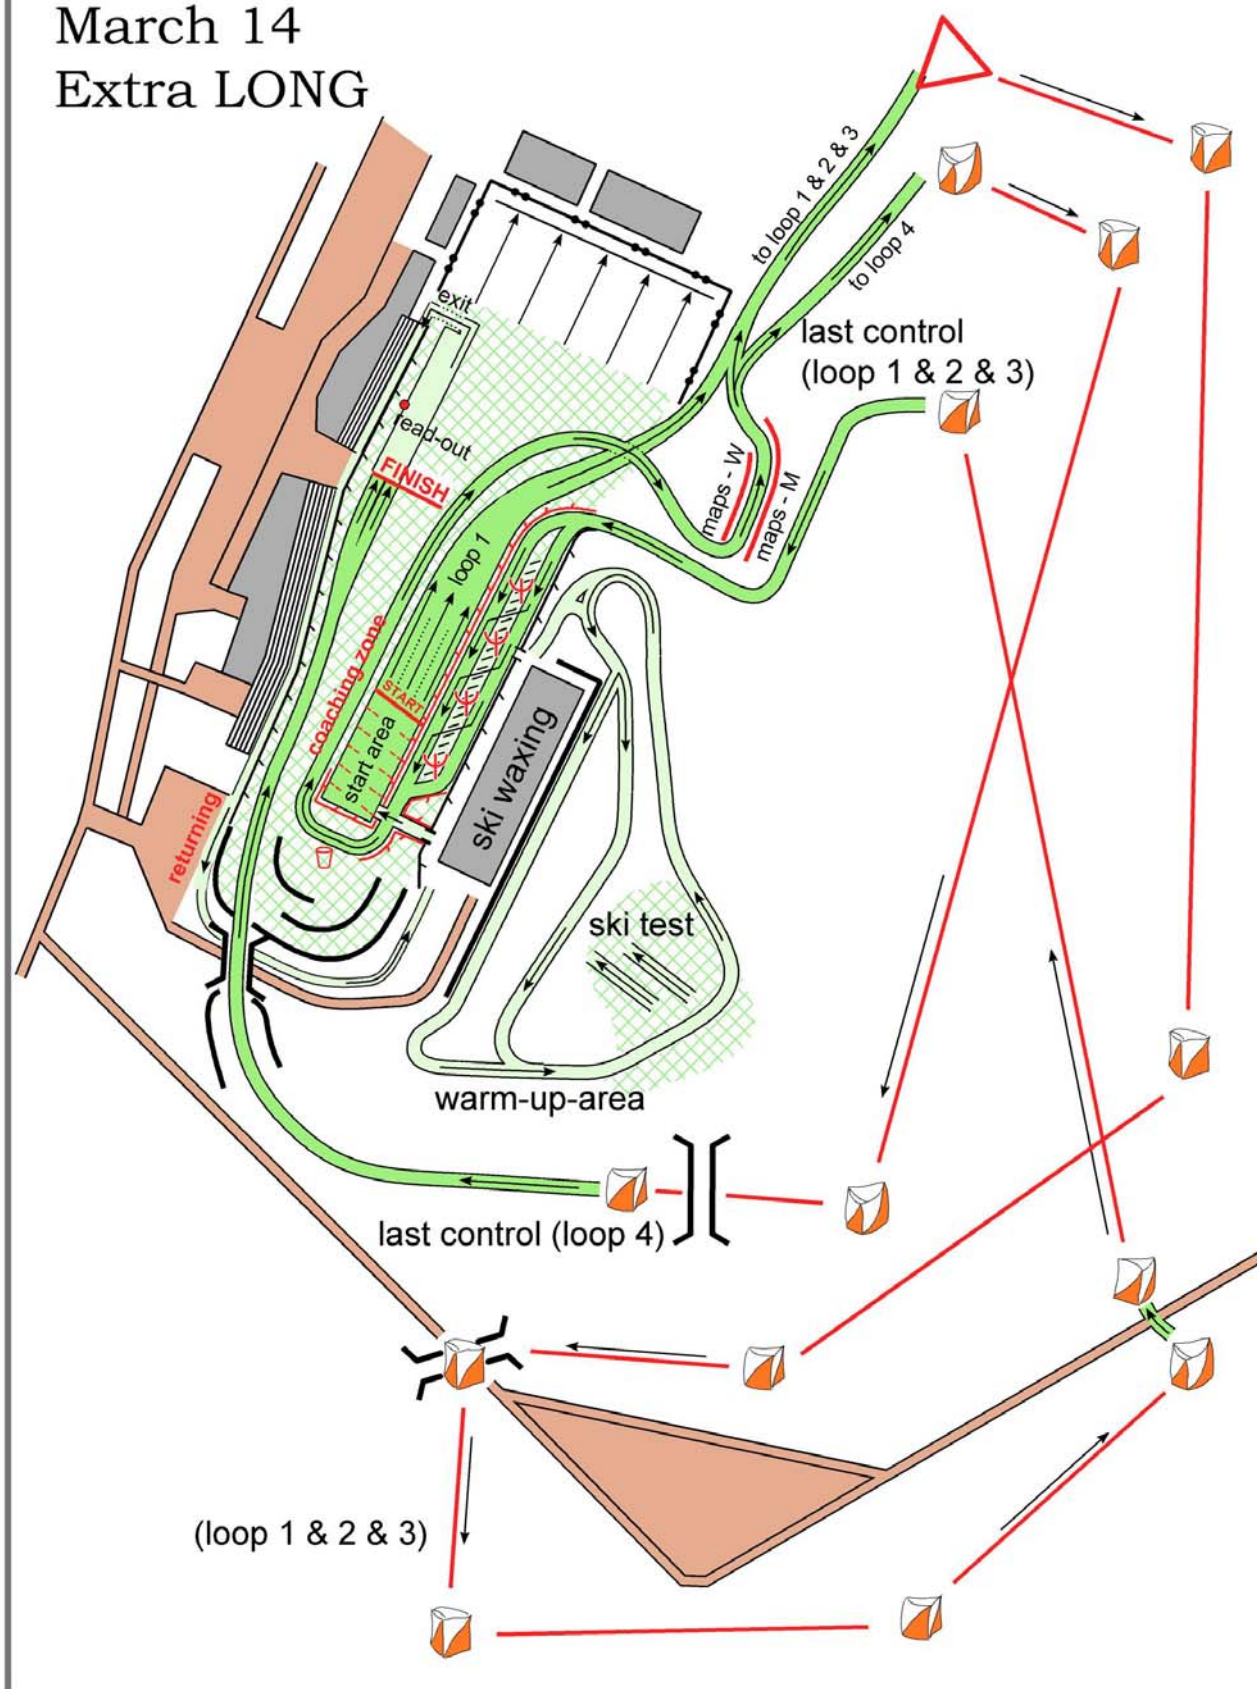 March 14
Extra LONG
to loop 1 & 2 & 3
to loop 4
exit
last control
(loop 1 & 2 & 3)
read-out
FINISH
maps - W
maps - M
loop 1
coaching zone
START
start area
ski waxing
returning
ski test
warm-up-area
last control (loop 4)
(loop 1 & 2 & 3)